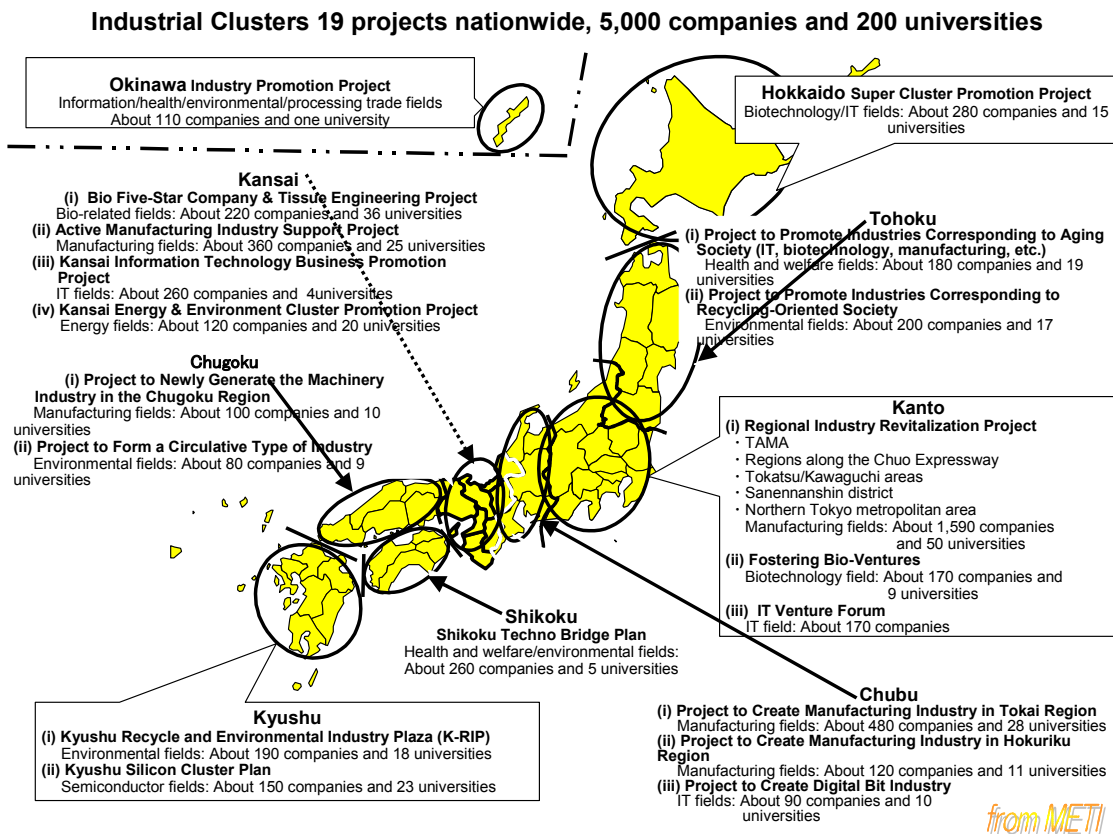 Industrial Clusters 19 projects nationwide, 5,000 companies and 200 universities
Okinawa Industry Promotion Project
Information/health/environmental/processing trade fields
About 110 companies and one university
Hokkaido Super Cluster Promotion Project
Biotechnology/IT fields: About 280 companies and 15
universities
Kansai
(i) Bio Five-Star Company & Tissue Engineering Project
Bio-related fields: About 220 companies and 36 universities
(ii) Active Manufacturing Industry Support Project
Manufacturing fields: About 360 companies and 25 universities
(iii) Kansai Information Technology Business Promotion
Project
IT fields: About 260 companies and 4universities
(iv) Kansai Energy & Environment Cluster Promotion Project
Energy fields: About 120 companies and 20 universities
Tohoku
(i) Project to Promote Industries Corresponding to Aging
Society (IT, biotechnology, manufacturing, etc.)
Health and welfare fields: About 180 companies and 19
universities
(ii) Project to Promote Industries Corresponding to
Recycling-Oriented Society
Environmental fields: About 200 companies and 17
universities
Chugoku
(i) Project to Newly Generate the Machinery
Industry in the Chugoku Region
Manufacturing fields: About 100 companies and 10
universities
(ii) Project to Form a Circulative Type of Industry
Environmental fields: About 80 companies and 9
universities
Kanto
(i) Regional Industry Revitalization Project
・TAMA
・Regions along the Chuo Expressway
・Tokatsu/Kawaguchi areas
・Sanennanshin district
・Northern Tokyo metropolitan area
Manufacturing fields: About 1,590 companies
and 50 universities
(ii) Fostering Bio-Ventures
Biotechnology field: About 170 companies and
9 universities
(iii) IT Venture Forum
IT field: About 170 companies
Shikoku
Shikoku Techno Bridge Plan
Health and welfare/environmental fields:
About 260 companies and 5 universities
Kyushu
(i) Kyushu Recycle and Environmental Industry Plaza (K-RIP)
Environmental fields: About 190 companies and 18 universities
(ii) Kyushu Silicon Cluster Plan
Semiconductor fields: About 150 companies and 23 universities
Chubu
(i) Project to Create Manufacturing Industry in Tokai Region
Manufacturing fields: About 480 companies and 28 universities
(ii) Project to Create Manufacturing Industry in Hokuriku
Region
Manufacturing fields: About 120 companies and 11 universities
(iii) Project to Create Digital Bit Industry
IT fields: About 90 companies and 10
universities
from METI